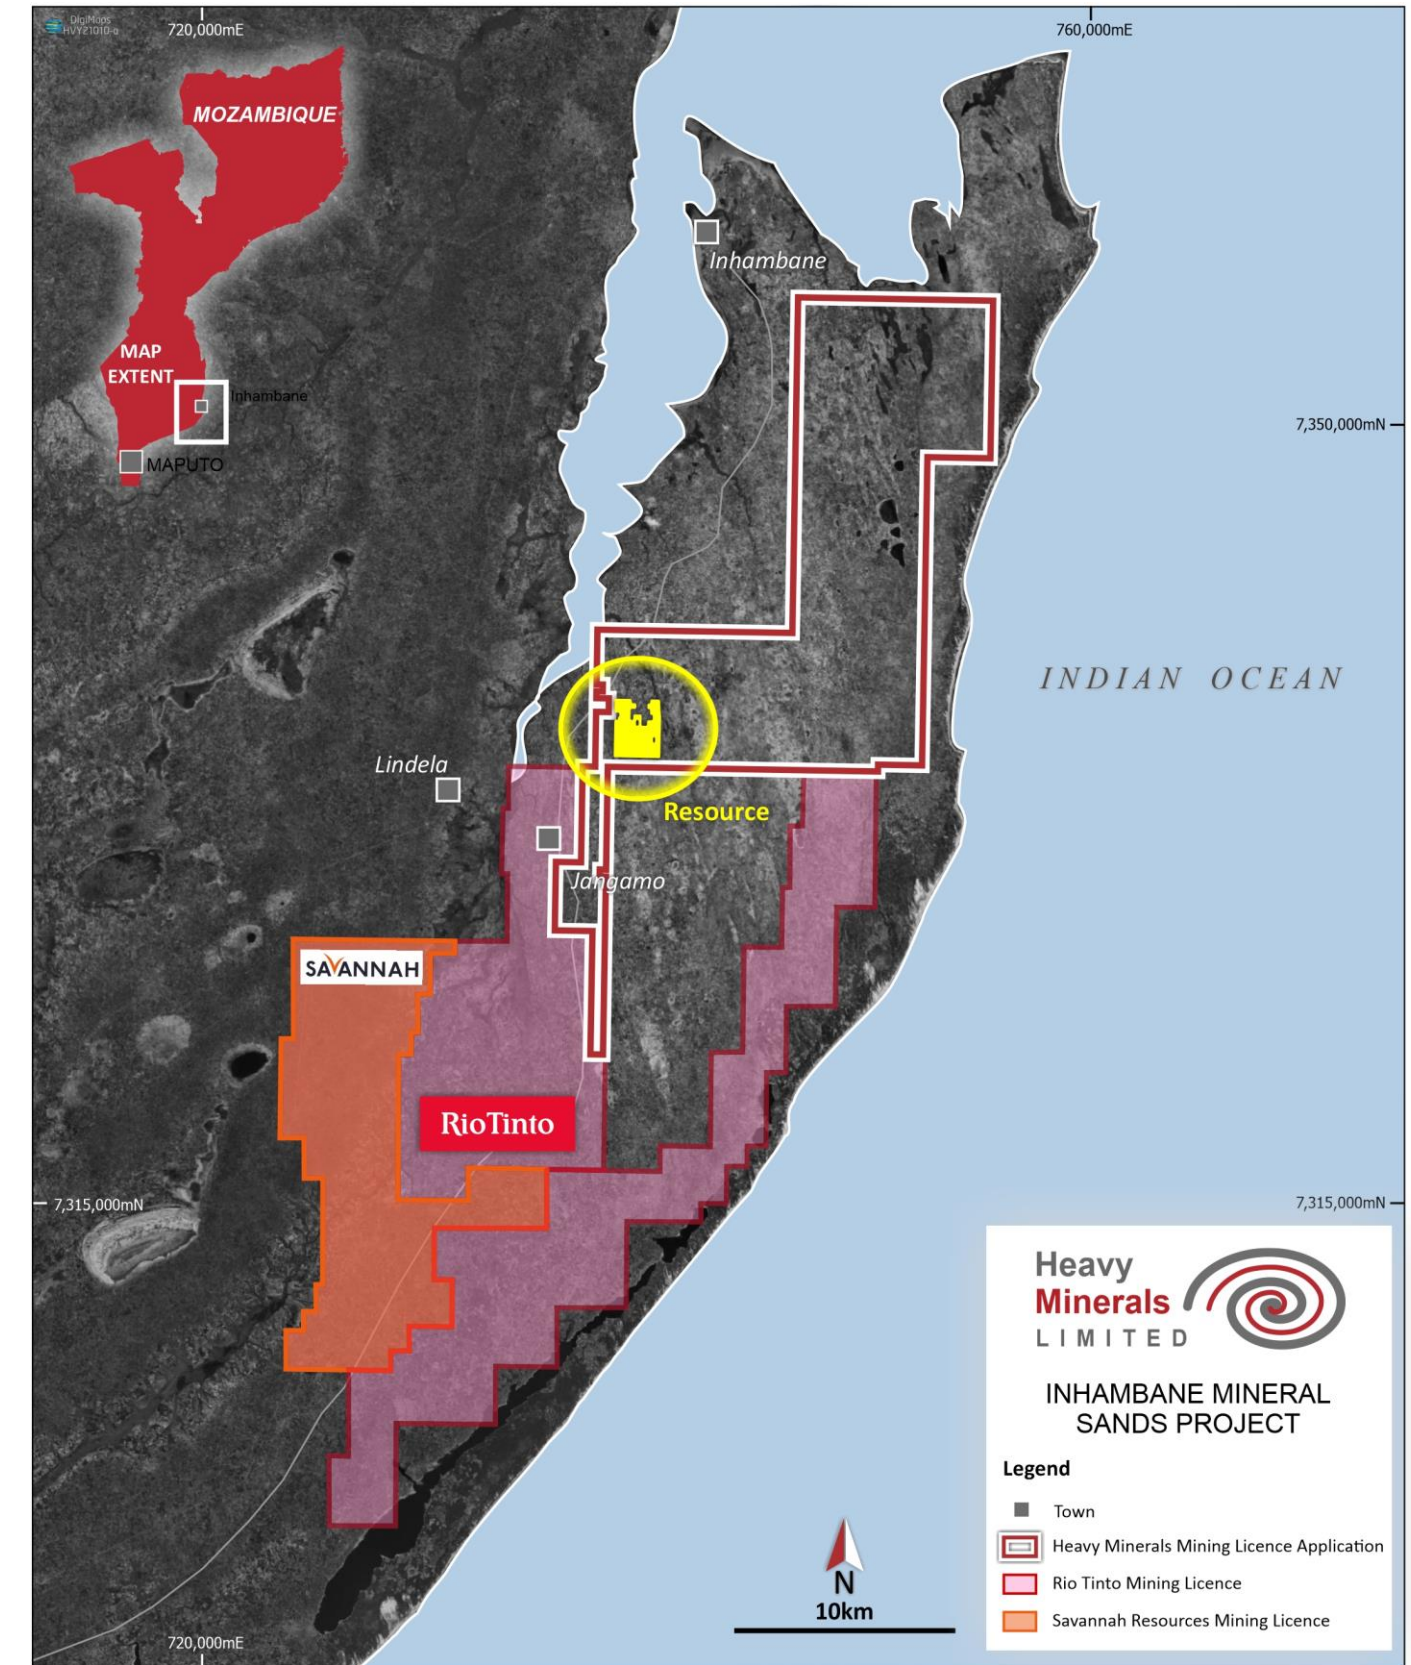 DigiMaps
HVY21010-a
720,000mE
760,000mE
MOZAMBIQUE
Inhambane
MAP
EXTENT
Inhambane
MAPUTO
7,350,000mN
INDIAN OCEAN
Lindela
Resource
Jangamo
SAVANNAH
RioTinto
7,315,000mN
7,315,000mN
Heavy
Minerals
LIMITED
INHAMBANE MINERAL
SANDS PROJECT
Legend
Town
Heavy Minerals Mining Licence Application
Rio Tinto Mining Licence
Savannah Resources Mining Licence
N
10km
720,000mE